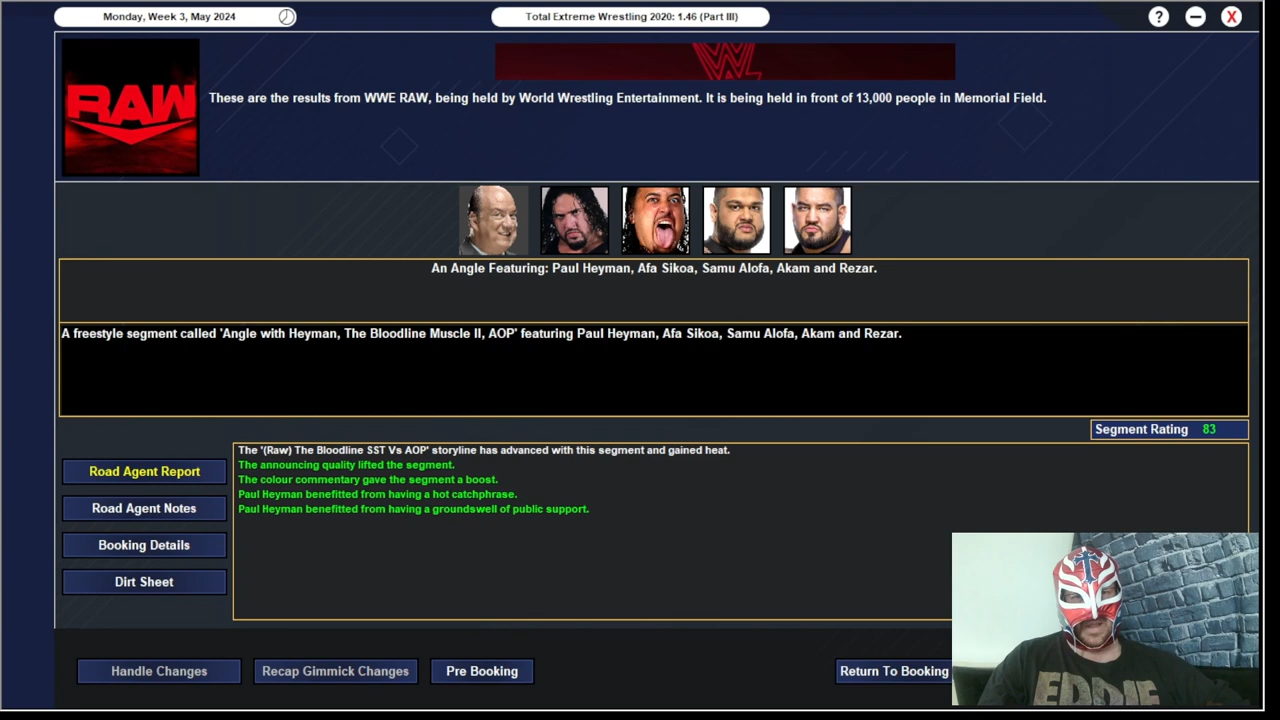 Monday, Week 3, May 2024
Total Extreme Wrestling 2020: 1.46 (Part III)
?
X
RAW
These are the results from WWE RAW, being held by World Wrestling Entertainment. It is being held in front of 13,000 people in Memorial Field.
An Angle Featuring: Paul Heyman, Afa Sikoa, Samu Alofa, Akam and Rezar.
A freestyle segment called 'Angle with Heyman, The Bloodline Muscle II, AOP' featuring Paul Heyman, Afa Sikoa, Samu Alofa, Akam and Rezar.
Segment Rating 83
Road Agent Report
Road Agent Notes
Booking Details
Dirt Sheet
The '(Raw) The Bloodline SST Vs AOP' storyline has advanced with this segment and gained heat.
The announcing quality lifted the segment.
The colour commentary gave the segment a boost.
Paul Heyman benefitted from having a hot catchphrase.
Paul Heyman benefitted from having a groundswell of public support.
Handle Changes
Recap Gimmick Changes
Pre Booking
Return To Booking
EDDIE